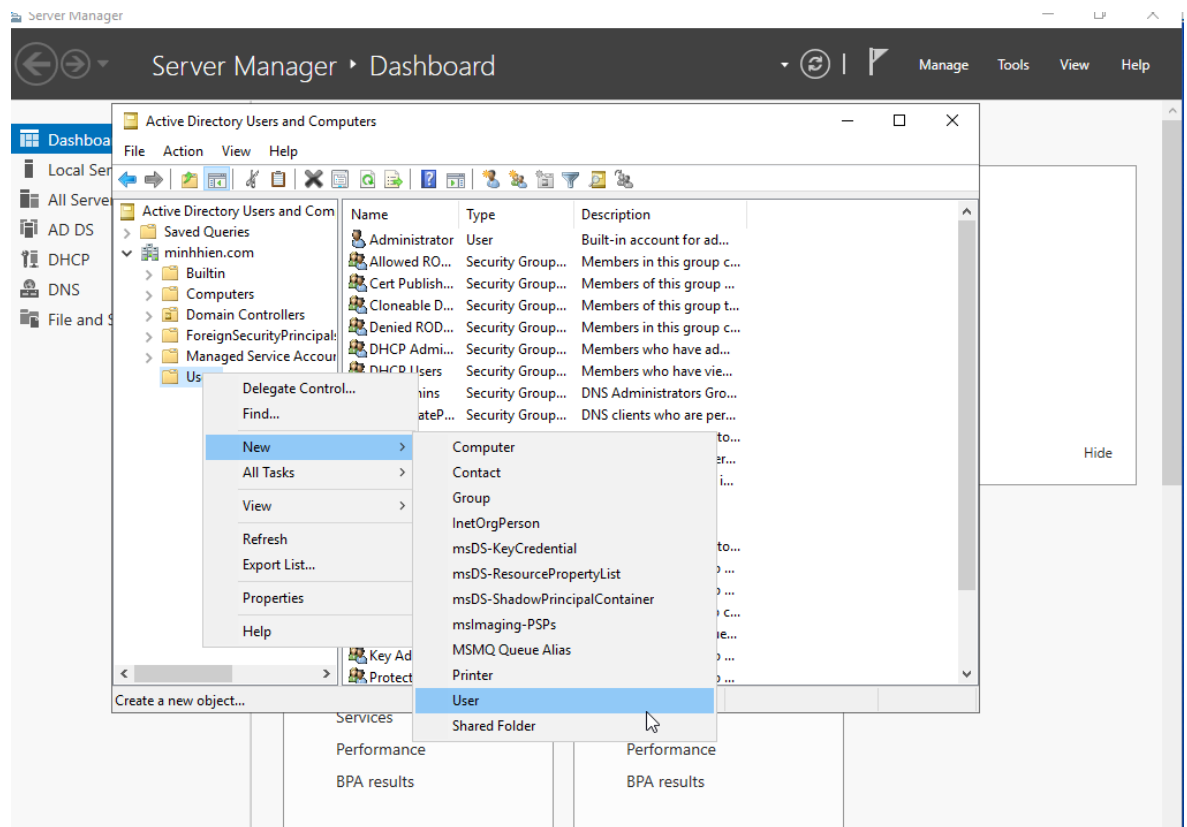 Server Manager
Server Manager ‣ Dashboard
Manage Tools View Help
Dashboa
Local Ser
All Server
AD DS
DHCP
DNS
File and S
Active Directory Users and Computers
File Action View Help
Active Directory Users and Com
Saved Queries
minhhien.com
Builtin
Computers
Domain Controllers
ForeignSecurityPrincipals
Managed Service Accour
Us
Name Type Description
Administrator User Built-in account for ad...
Allowed RO... Security Group... Members in this group c...
Cert Publish... Security Group... Members of this group ...
Cloneable D... Security Group... Members of this group t...
Denied ROD... Security Group... Members in this group c...
DHCP Admi... Security Group... Members who have ad...
DHCP Users Security Group... Members who have vie...
ins Security Group... DNS Administrators Gro...
ateP... Security Group... DNS clients who are per...
to...
er...
i...
to...
...
...
c...
ie...
Key Ad ...
Protect ...
Delegate Control...
Find...
New
All Tasks
View
Refresh
Export List...
Properties
Help
Computer
Contact
Group
InetOrgPerson
msDS-KeyCredential
msDS-ResourcePropertyList
msDS-ShadowPrincipalContainer
msImaging-PSPs
MSMQ Queue Alias
Printer
User
Shared Folder
Create a new object...
Hide
Services
Performance
BPA results
Performance
BPA results